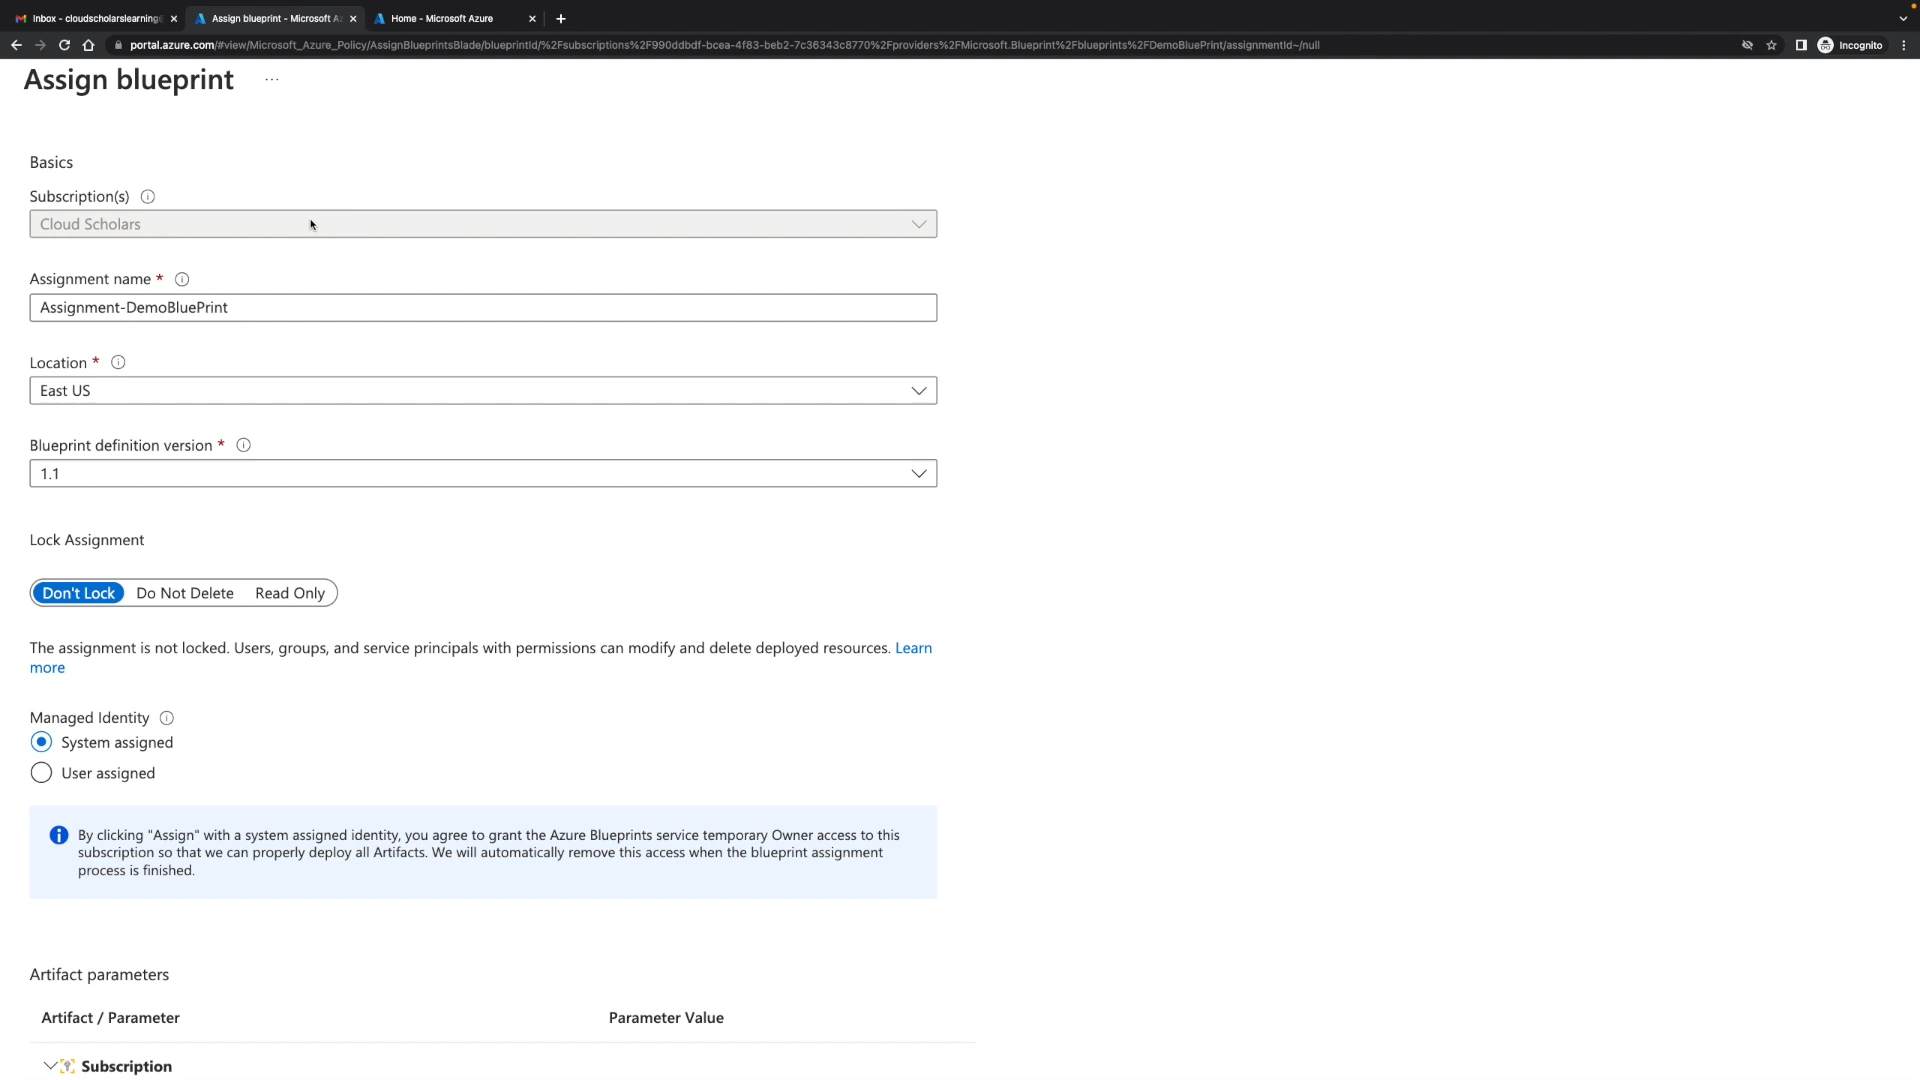 Inbox - cloudscholarslearning@
Assign blueprint - Microsoft A
Home - Microsoft Azure
portal.azure.com/#view/Microsoft_Azure_Policy/AssignBlueprintsBlade/blueprintId/%2Fsubscriptions%2F990ddbdf-bcea-4f83-beb2-7c36343c8770%2Fproviders%2FMicrosoft.Blueprint%2Fblueprints%2FDemoBluePrint/assignmentId~/null
Incognito
Assign blueprint ...
Basics
Subscription(s)
Cloud Scholars
Assignment name *
Assignment-DemoBluePrint
Location *
East US
Blueprint definition version *
1.1
Lock Assignment
Don't Lock Do Not Delete Read Only
The assignment is not locked. Users, groups, and service principals with permissions can modify and delete deployed resources. Learn
more
Managed Identity
System assigned
User assigned
By clicking "Assign" with a system assigned identity, you agree to grant the Azure Blueprints service temporary Owner access to this
subscription so that we can properly deploy all Artifacts. We will automatically remove this access when the blueprint assignment
process is finished.
Artifact parameters
Artifact / Parameter Parameter Value
Subscription